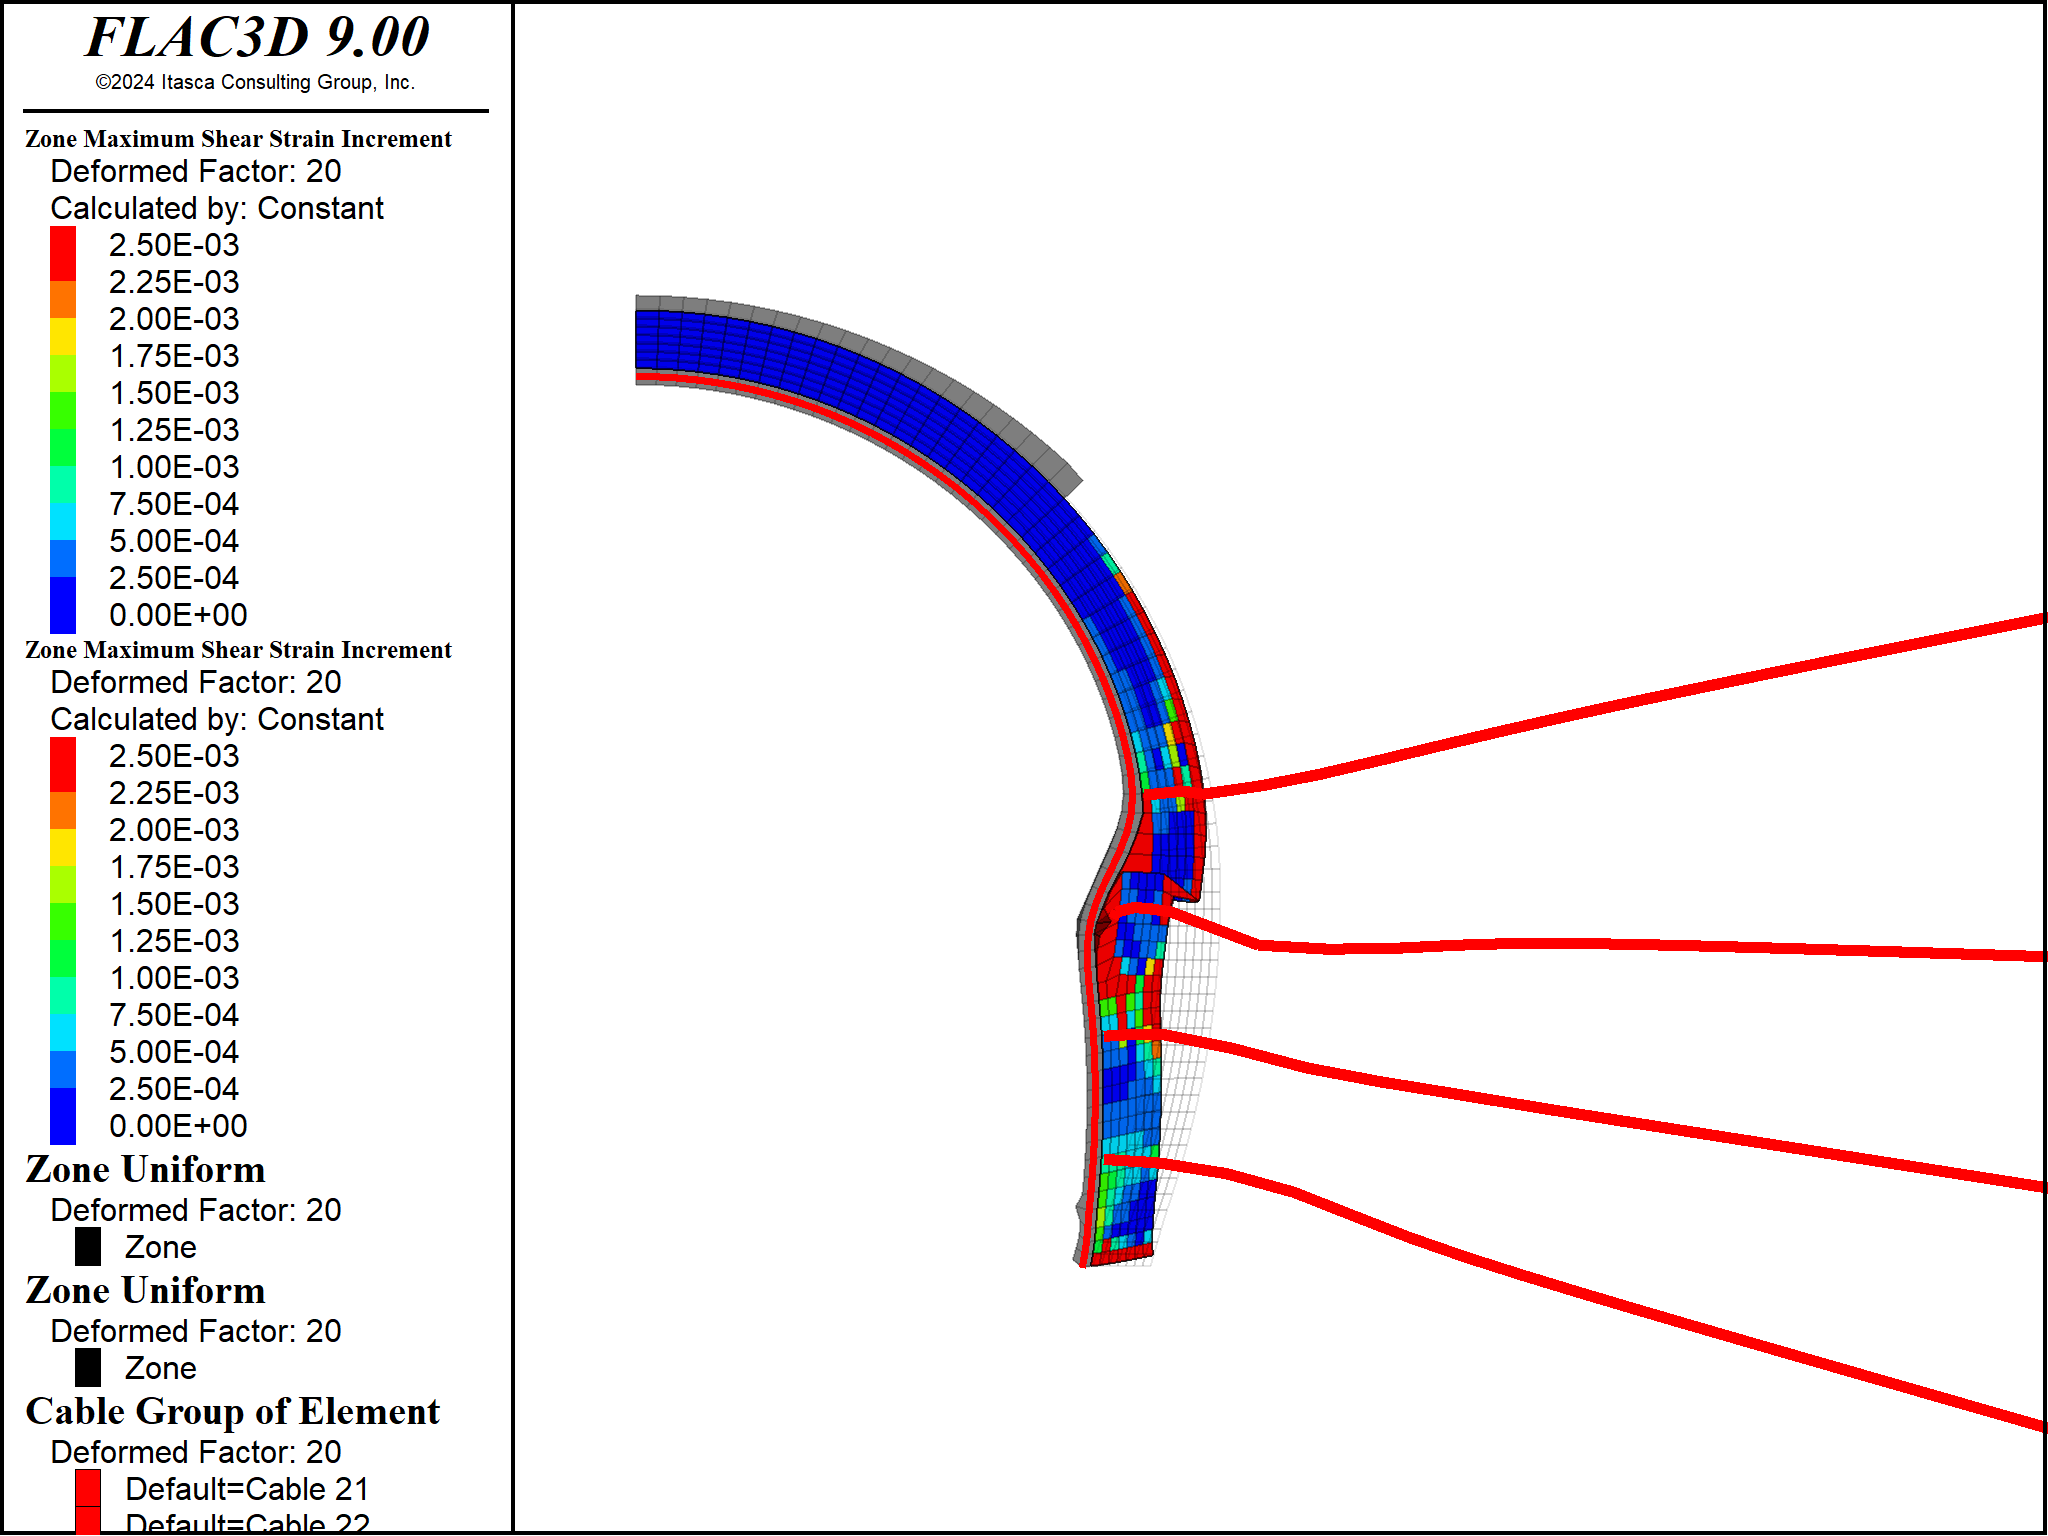 FLAC3D 9.00
©2024 Itasca Consulting Group, Inc.
Zone Maximum Shear Strain Increment
Deformed Factor: 20
Calculated by: Constant
2.50E-03
2.25E-03
2.00E-03
1.75E-03
1.50E-03
1.25E-03
1.00E-03
7.50E-04
5.00E-04
2.50E-04
0.00E+00
Zone Maximum Shear Strain Increment
Deformed Factor: 20
Calculated by: Constant
2.50E-03
2.25E-03
2.00E-03
1.75E-03
1.50E-03
1.25E-03
1.00E-03
7.50E-04
5.00E-04
2.50E-04
0.00E+00
Zone Uniform
Deformed Factor: 20
Zone
Zone Uniform
Deformed Factor: 20
Zone
Cable Group of Element
Deformed Factor: 20
Default=Cable 21
Default=Cable 22